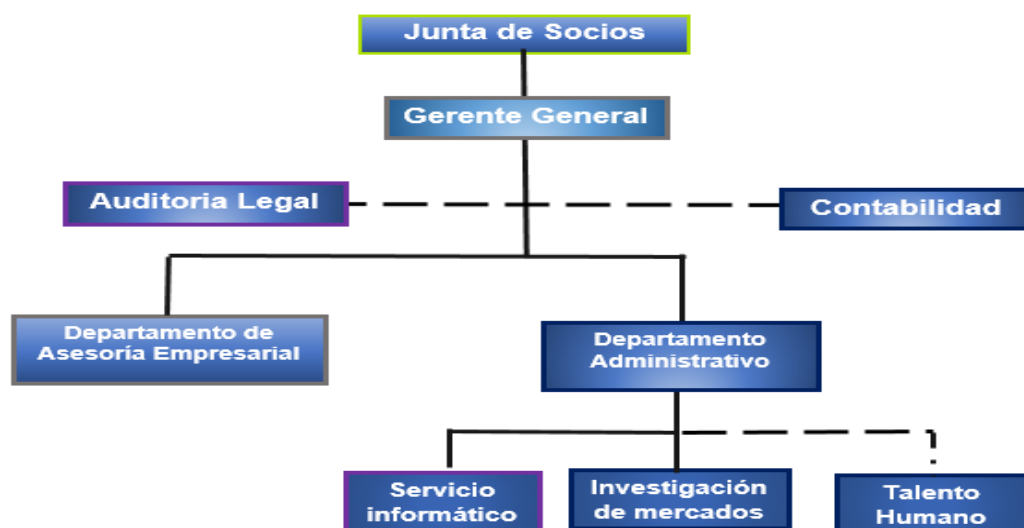 Junta de Socios
Gerente General
Auditoria Legal
Contabilidad
Departamento de
Asesoría Empresarial
Departamento
Administrativo
Servicio
informático
Investigación
de mercados
Talento
Humano